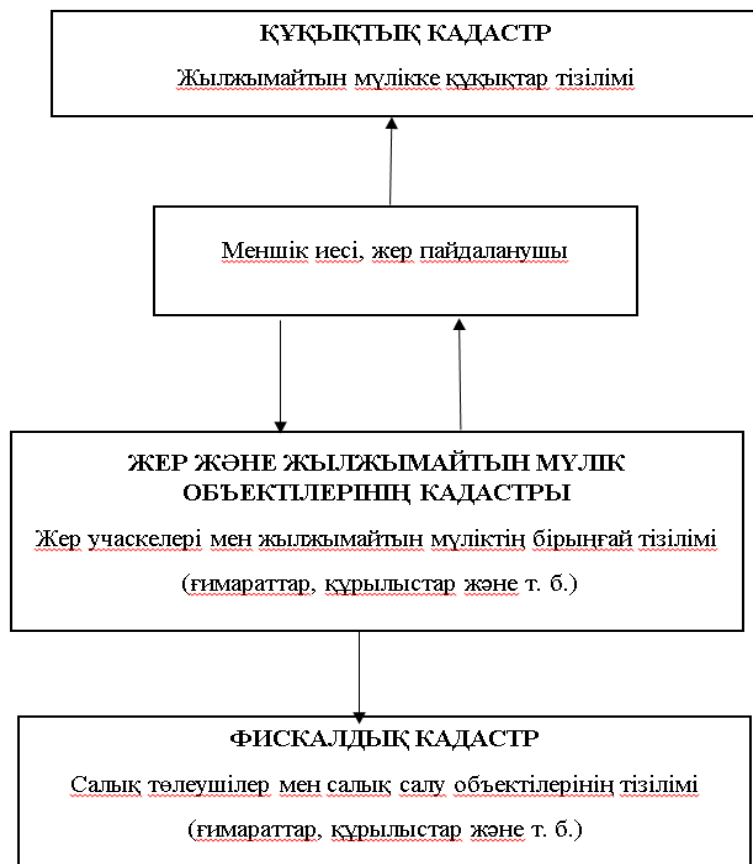 ҚҰҚЫҚТЫҚ КАДАСТР
Жылжымайтын мүлікке құқықтар тізілімі
Меншік иесі, жер пайдаланушы
ЖЕР ЖӘНЕ ЖЫЛЖЫМАЙТЫН МҮЛІК
ОБЪЕКТІЛЕРІНІҢ КАДАСТРЫ
Жер учаскелері мен жылжымайтын мүліктің бірыңғай тізілімі
(ғимараттар, құрылыстар және т. б.)
ФИСКАЛДЫҚ КАДАСТР
Салық төлеушілер мен салық салу объектілерінің тізілімі
(ғимараттар, құрылыстар және т. б.)